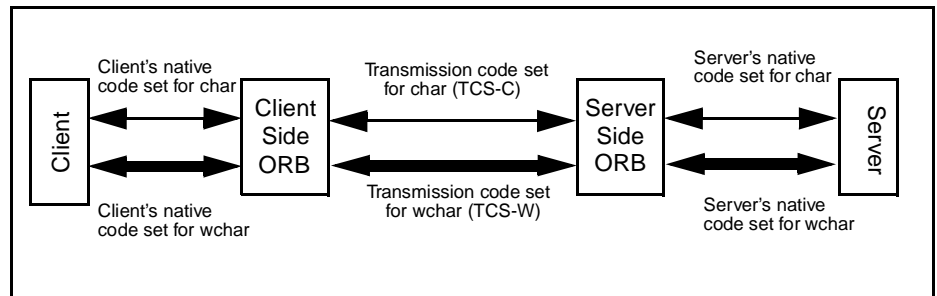 Client's native
code set for char
Transmission code set
for char (TCS-C)
Server's native
code set for char
Client
Client
Side
ORB
Server
Side
ORB
Server
Client's native
code set for wchar
Transmission code set
for wchar (TCS-W)
Server's native
code set for wchar